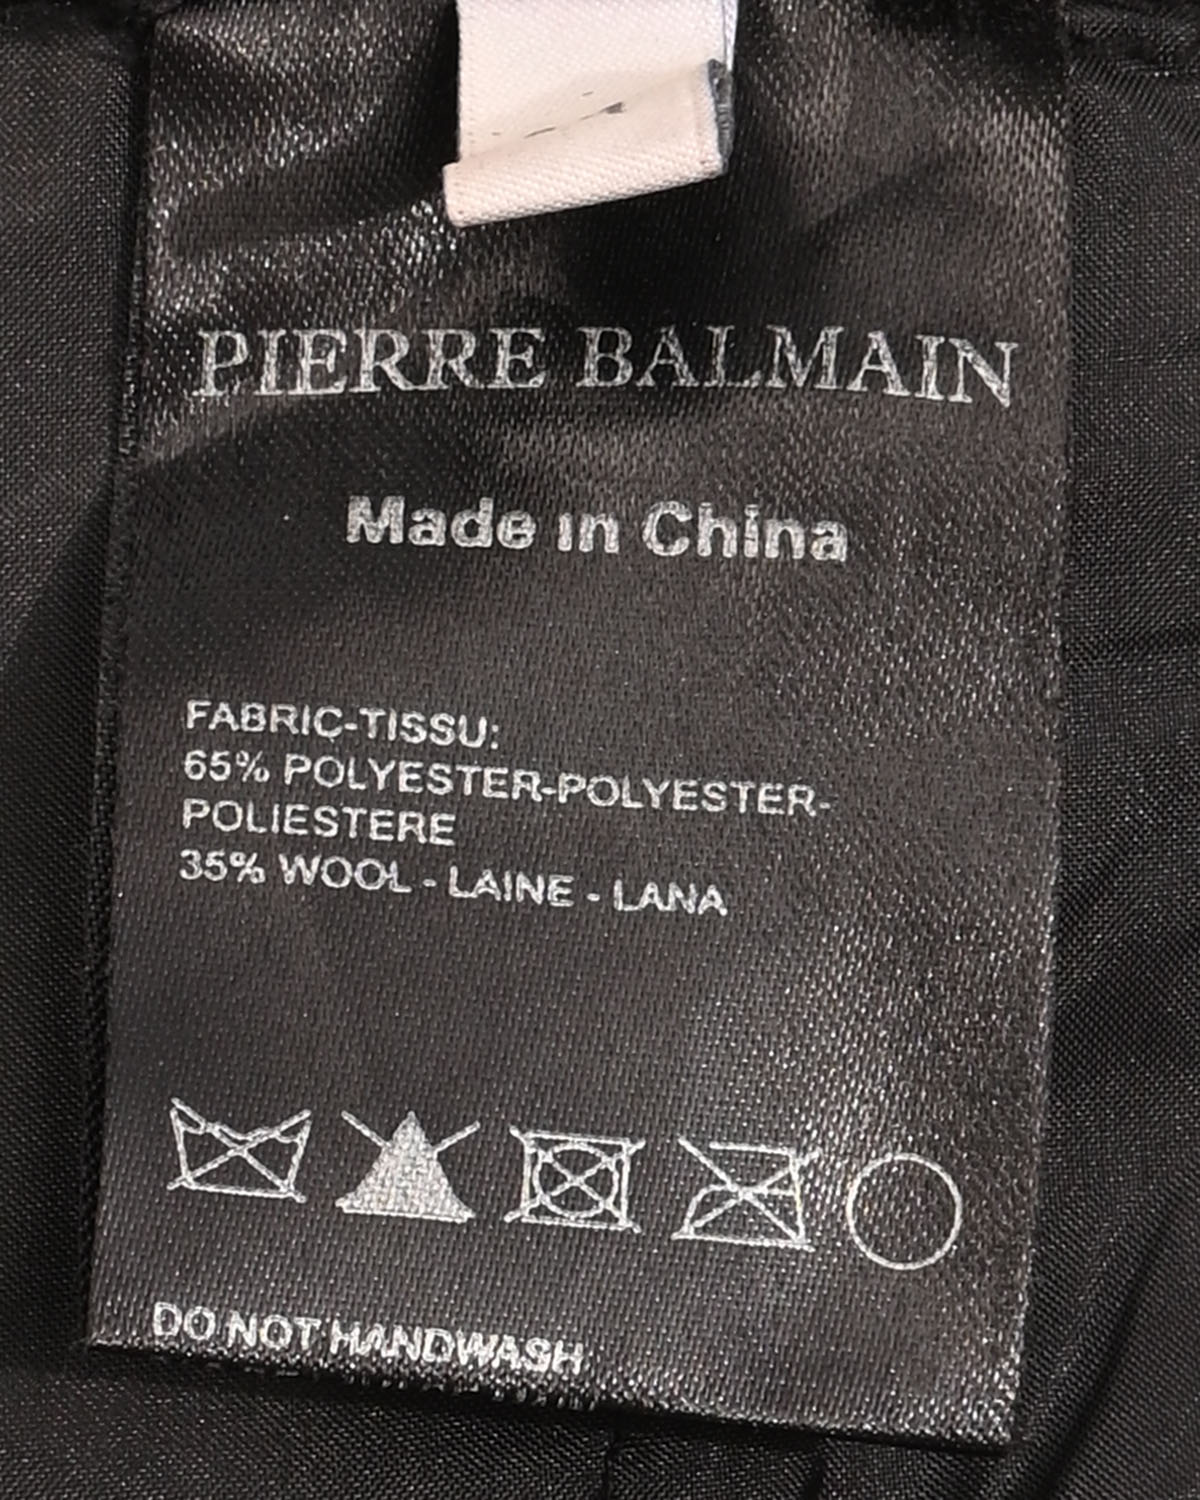 PIERRE BALMAIN
Made in China
FABRIC-TISSU:
65% POLYESTER-POLYESTER-
POLIESTERE
35% WOOL - LAINE - LANA
DO NOT HANDWASH